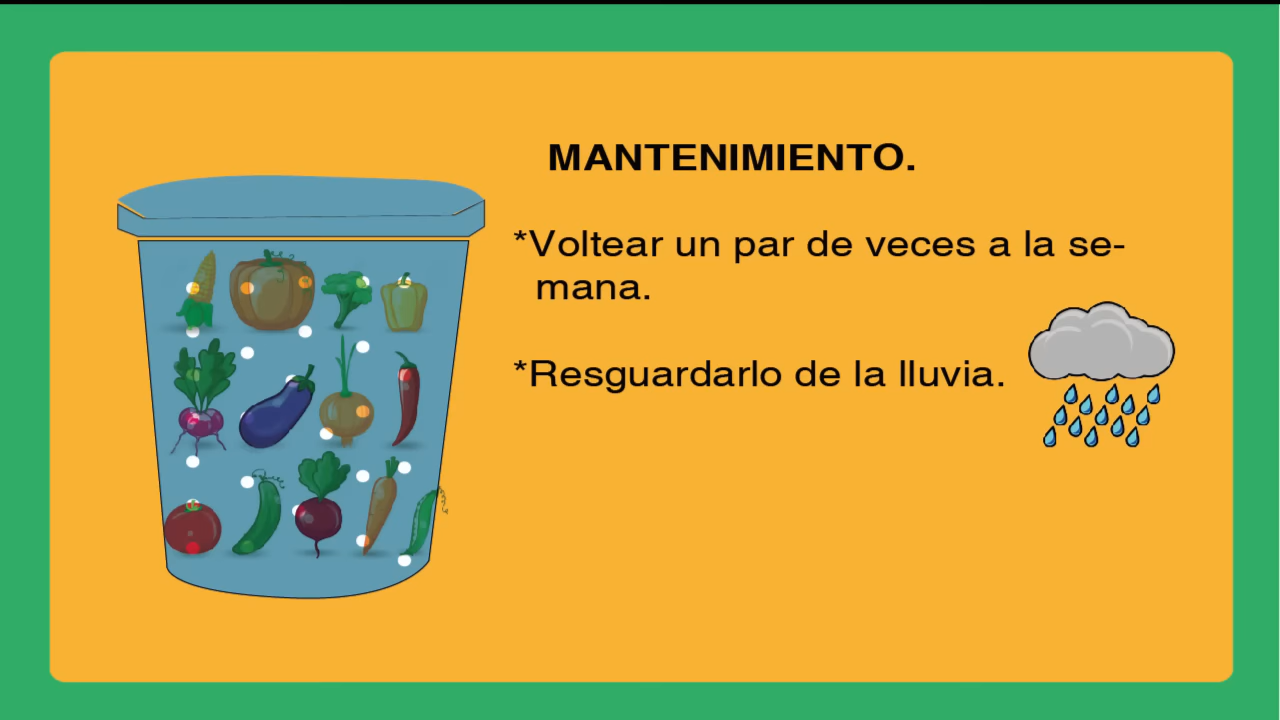 MANTENIMIENTO.
*Voltear un par de veces a la se-
mana.
*Resguardarlo de la lluvia.